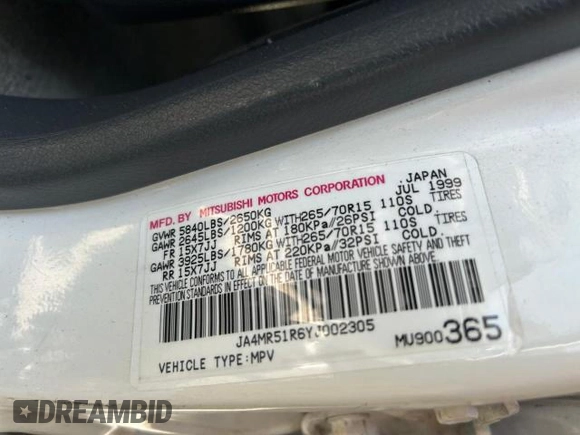 MFD. BY MITSUBISHI MOTORS CORPORATION JAPAN
GVWR 5840LBS/2650KG JUL 1999
GAWR 2645LBS/1200KG WITH265/70R15 110S TIRES
FR 15X7JJ RIMS AT 180KPa/26PSI COLD.
GAWR 3925LBS/1780KG WITH265/70R15 110S TIRES
RR 15X7JJ RIMS AT 220KPa/32PSI COLD.
THIS VEHICLE CONFORMS TO ALL APPLICABLE
FEDERAL MOTOR VEHICLE SAFETY AND THEFT
PREVENTION STANDARDS IN EFFECT ON THE DATE OF
MANUFACTURE SHOWN ABOVE.
JA4MR51R6YJ002305
VEHICLE TYPE:MPV MU900365
DREAMBID